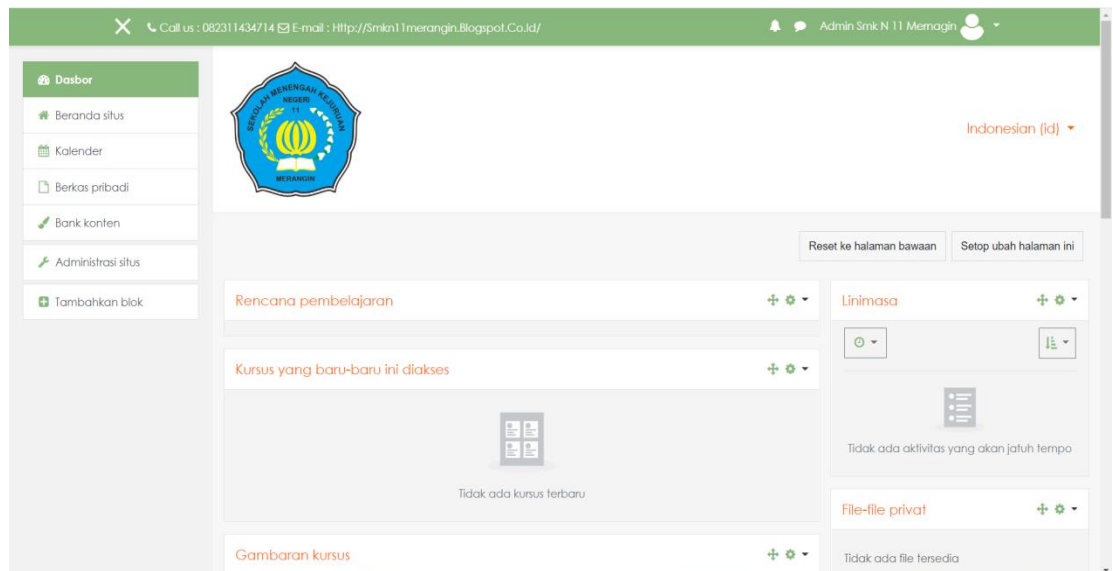 Call us : 082311434714 E-mail : Http://Smkn11merangin.Blogspot.Co.Id/
Admin Smk N 11 Mernagin
Dasbor
Beranda situs
Kalender
Berkas pribadi
Bank konten
Administrasi situs
Tambahkan blok
SEKOLAH MENENGAH KEJURUAN
NEGERI
11
MERANGIN
Indonesian (id)
Reset ke halaman bawaan
Setop ubah halaman ini
Rencana pembelajaran
Kursus yang baru-baru ini diakses
Tidak ada kursus terbaru
Gambaran kursus
Linimasa
Tidak ada aktivitas yang akan jatuh tempo
File-file privat
Tidak ada file tersedia